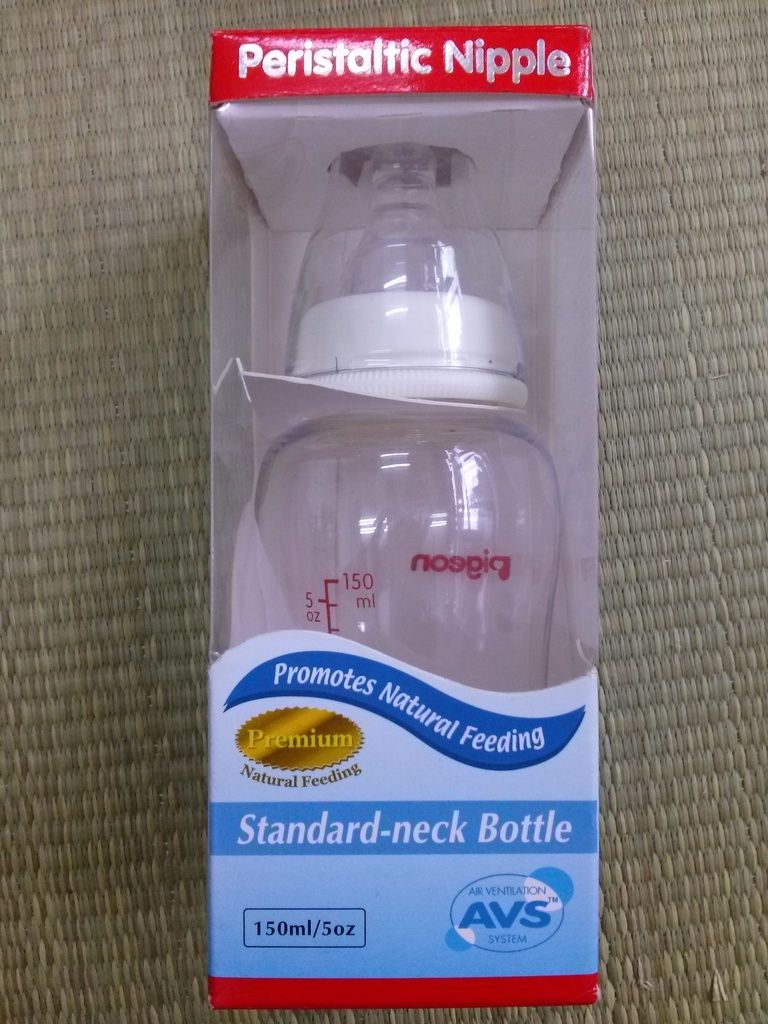 Peristaltic Nipple
pigeon
150
5
ml
oz
Promotes Natural Feeding
Premium
Natural Feeding
Standard-neck Bottle
AIR VENTILATION
AVS™
SYSTEM
150ml/5oz